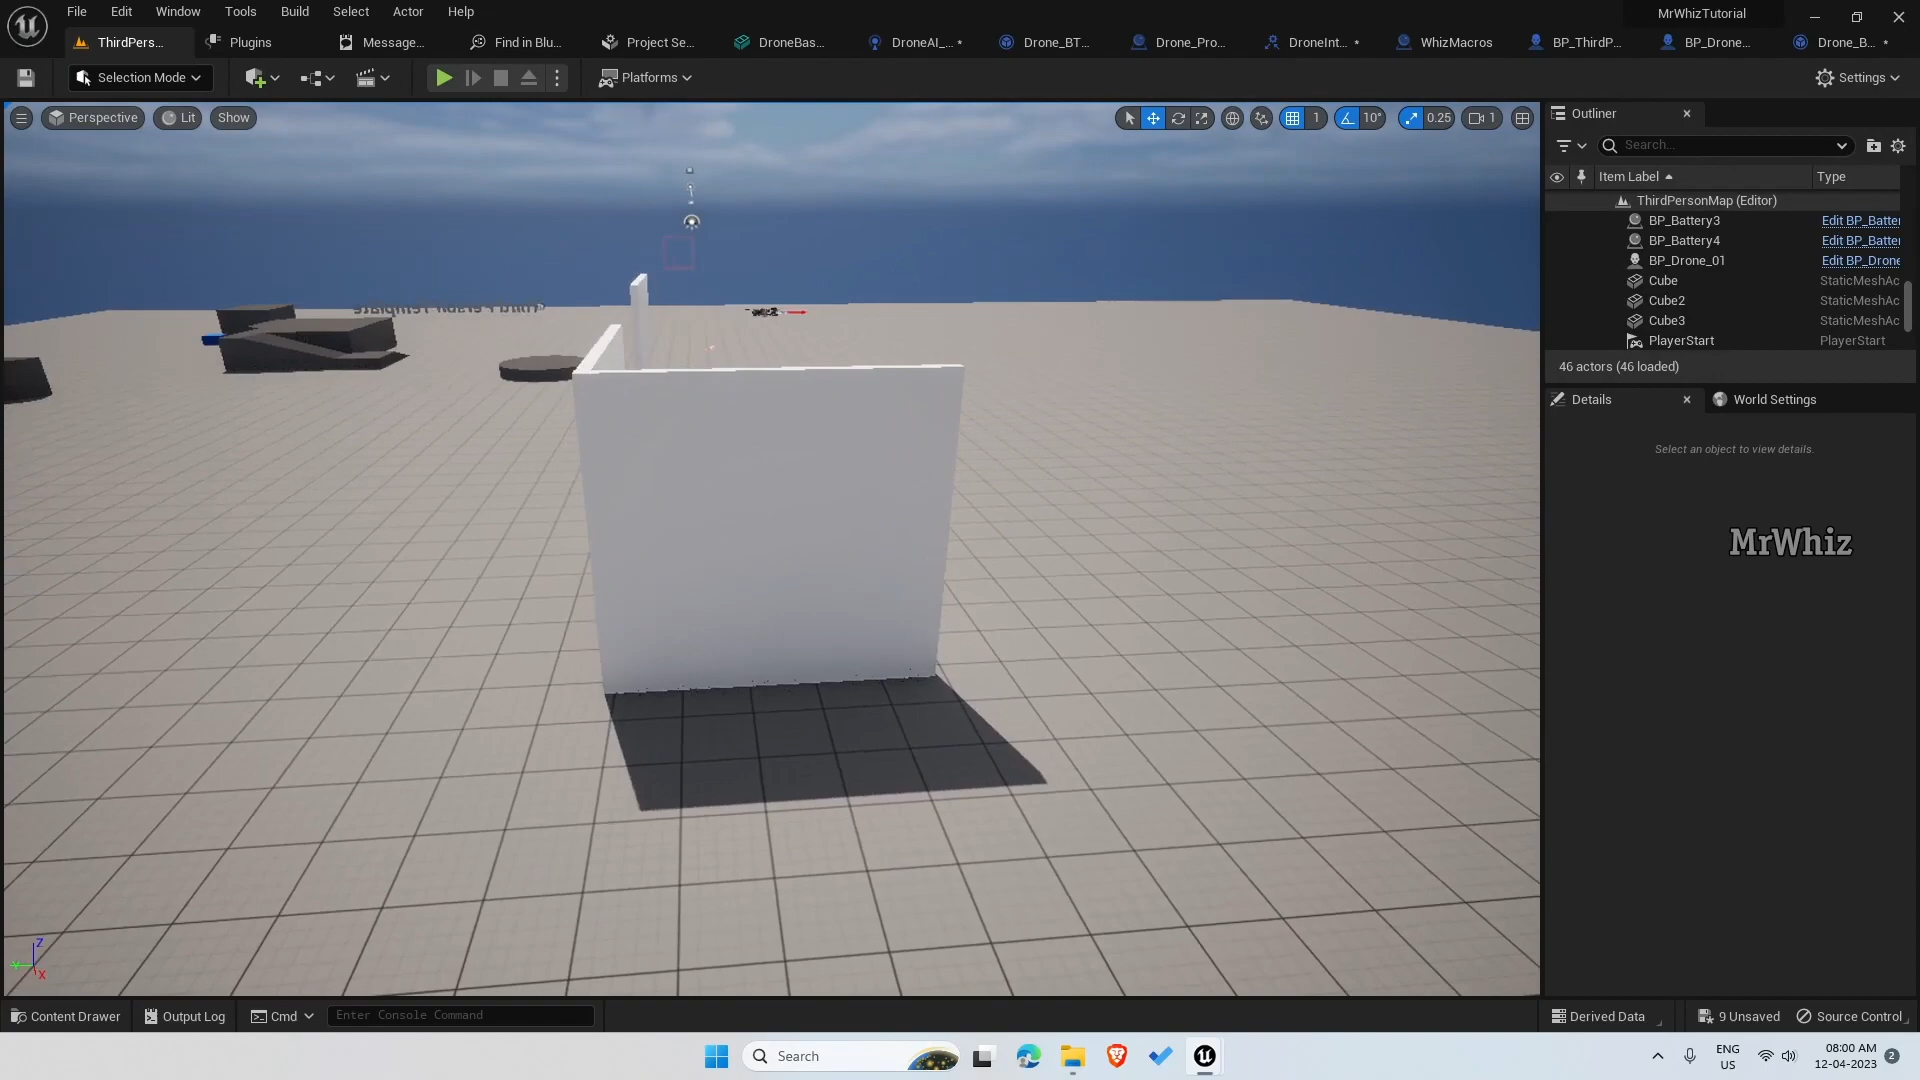 File Edit Window Tools Build Select Actor Help MrWhizTutorial
ThirdPers... Plugins Message... Find in Blu... Project Se... DroneBas... DroneAI_... * Drone_BT... Drone_Pro... DroneInt... * WhizMacros BP_ThirdP... BP_Drone... Drone_B... *
Selection Mode Platforms Settings
Perspective Lit Show 1 10° 0.25 1
Outliner
Search...
Item Label Type
ThirdPersonMap (Editor)
BP_Battery3 Edit BP_Batter
BP_Battery4 Edit BP_Batter
BP_Drone_01 Edit BP_Drone
Cube StaticMeshAc
Cube2 StaticMeshAc
Cube3 StaticMeshAc
PlayerStart PlayerStart
46 actors (46 loaded)
Details World Settings
Select an object to view details.
MrWhiz
Third Person Template
Z
Y
X
Content Drawer Output Log Cmd Enter Console Command Derived Data 9 Unsaved Source Control
Search ENG
US
08:00 AM
12-04-2023 2